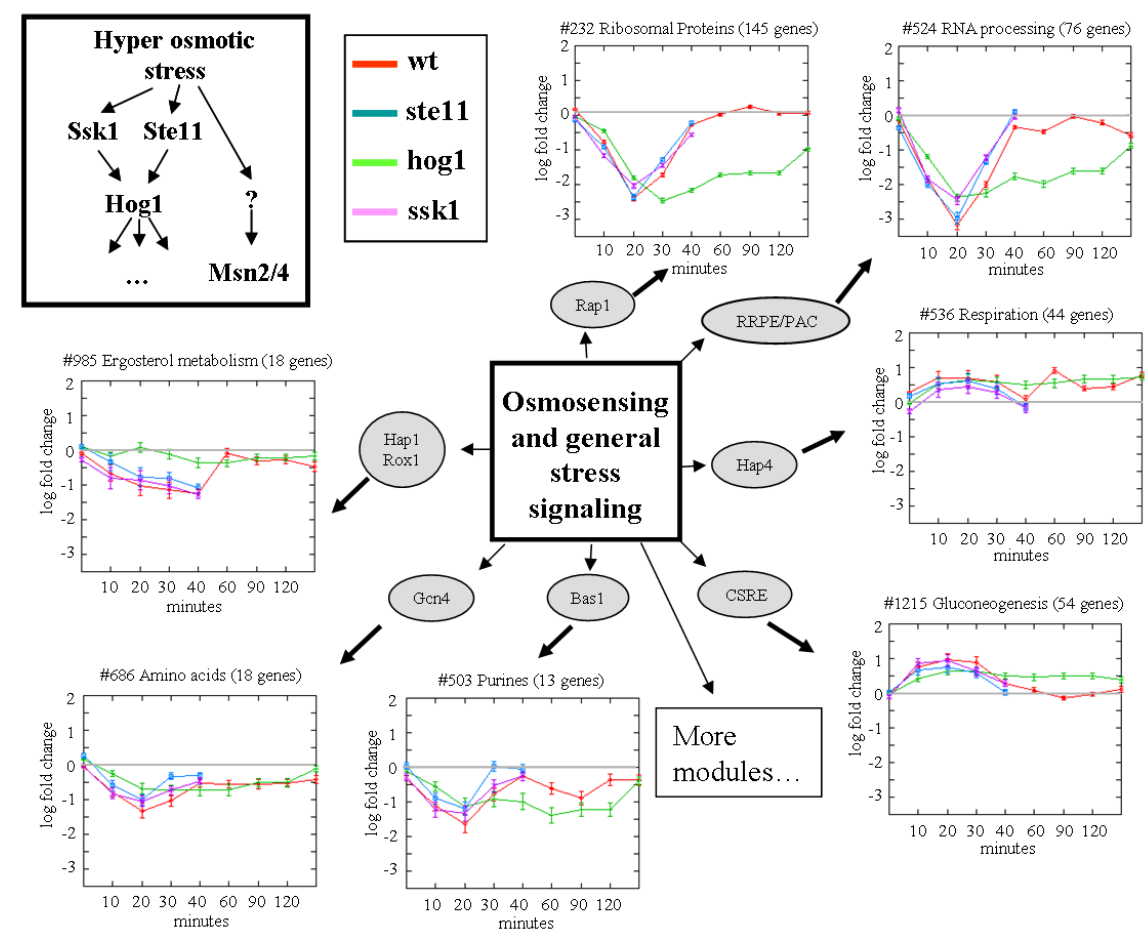 Hyper osmotic
stress
Ssk1
Ste11
Hog1
?
...
Msn2/4
wt
ste11
hog1
ssk1
#232 Ribosomal Proteins (145 genes)
log fold change
2
1
0
-1
-2
-3
10 20 30 40 60 90 120
minutes
#524 RNA processing (76 genes)
log fold change
2
1
0
-1
-2
-3
10 20 30 40 60 90 120
minutes
Rap1
RRPE/PAC
#536 Respiration (44 genes)
log fold change
2
1
0
-1
-2
-3
10 20 30 40 60 90 120
minutes
#985 Ergosterol metabolism (18 genes)
log fold change
2
1
0
-1
-2
-3
10 20 30 40 60 90 120
minutes
Hap1
Rox1
Osmosensing
and general
stress
signaling
Hap4
Gcn4
Bas1
CSRE
#1215 Gluconeogenesis (54 genes)
log fold change
2
1
0
-1
-2
-3
10 20 30 40 60 90 120
minutes
#686 Amino acids (18 genes)
log fold change
2
1
0
-1
-2
-3
10 20 30 40 60 90 120
minutes
#503 Purines (13 genes)
log fold change
2
1
0
-1
-2
-3
10 20 30 40 60 90 120
minutes
More
modules...